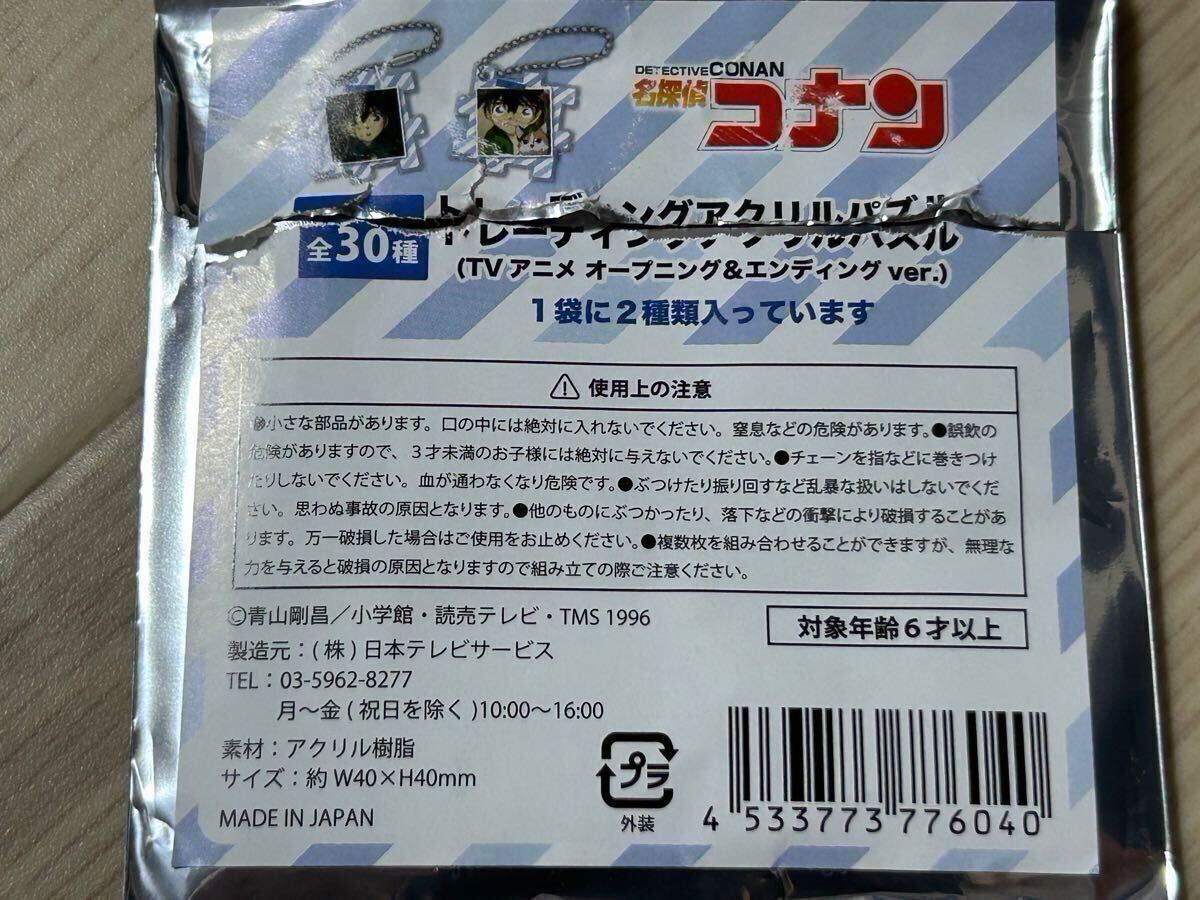 DETECTIVE CONAN
名探偵コナン
全30種
トレーディングアクリルパズル
(TVアニメ オープニング&エンディングver.)
1袋に2種類入っています
⚠ 使用上の注意
●小さな部品があります。口の中には絶対に入れないでください。窒息などの危険があります。●誤飲の
危険がありますので、3才未満のお子様には絶対に与えないでください。●チェーンを指などに巻きつけ
たりしないでください。血が通わなくなり危険です。●ぶつけたり振り回すなど乱暴な扱いはしないでくだ
さい。思わぬ事故の原因となります。●他のものにぶつかったり、落下などの衝撃により破損することがあ
ります。万一破損した場合はご使用をお止めください。●複数枚を組み合わせることができますが、無理な
力を与えると破損の原因となりますので組み立ての際ご注意ください。
©青山剛昌/小学館・読売テレビ・TMS 1996
対象年齢6才以上
製造元:(株)日本テレビサービス
TEL:03-5962-8277
月〜金(祝日を除く)10:00〜16:00
素材:アクリル樹脂
サイズ:約W40×H40mm
MADE IN JAPAN
プラ
外装
4 533773 776040